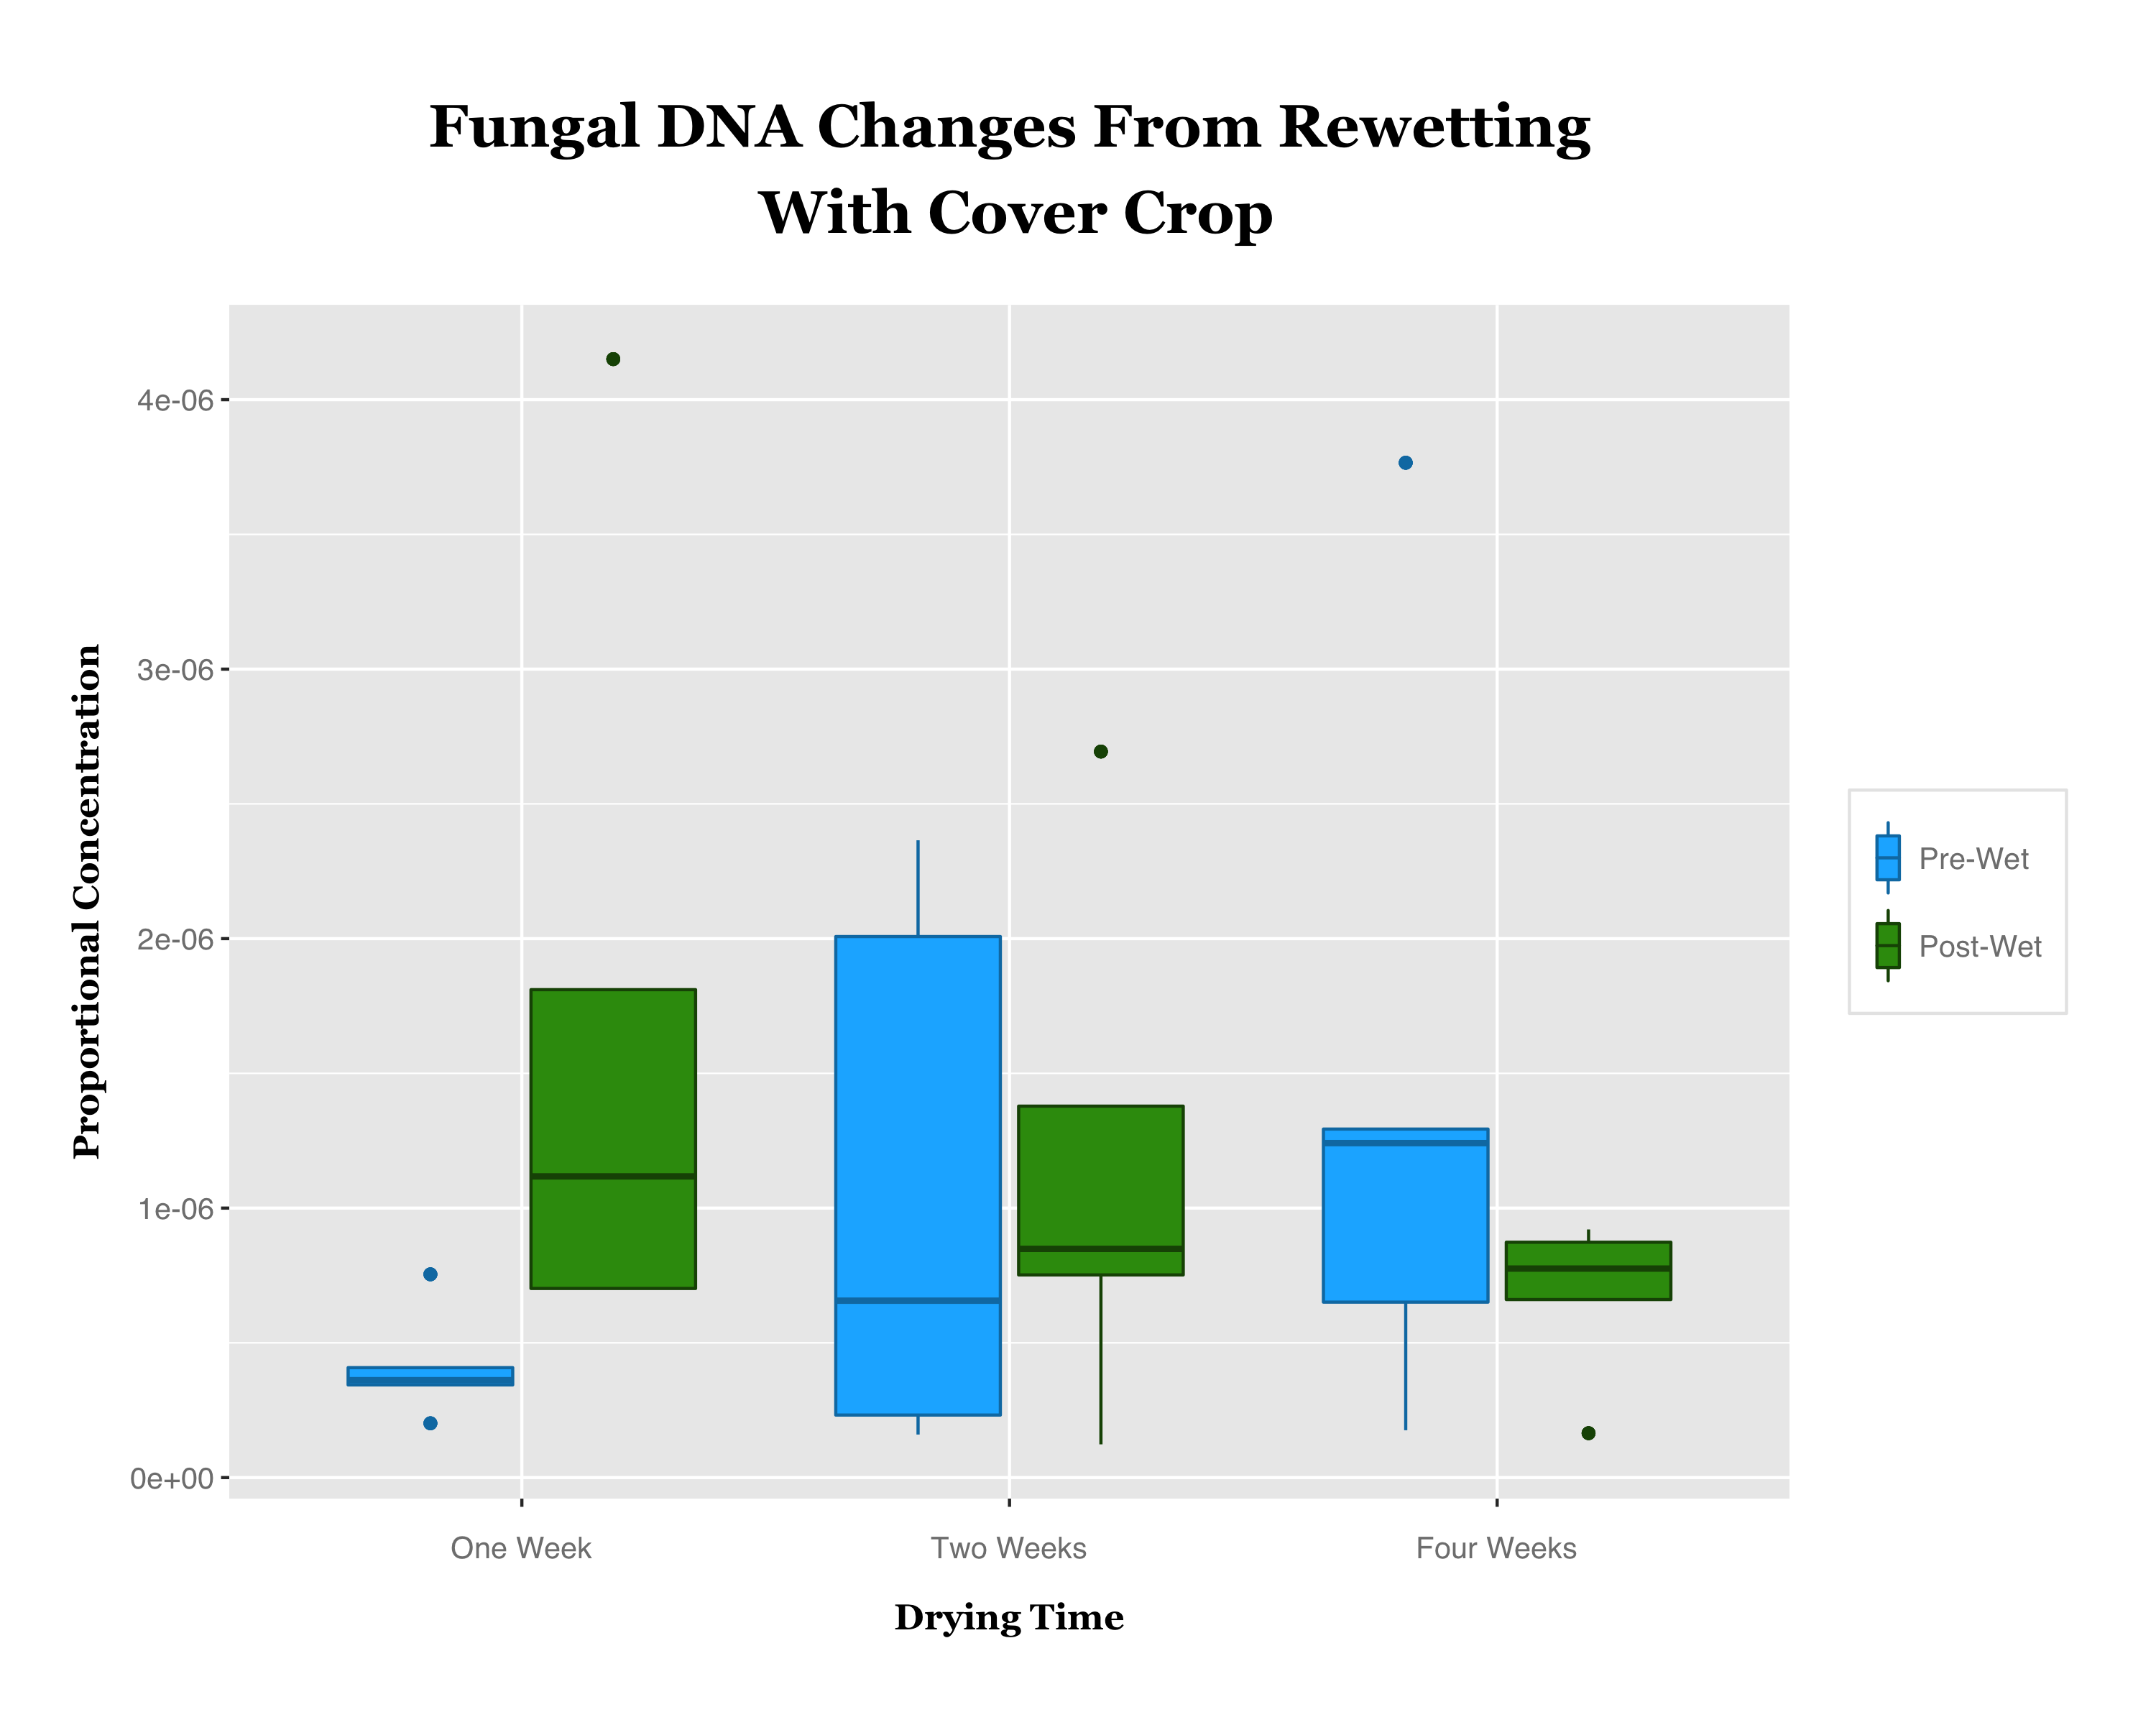 Fungal DNA Changes From Rewetting
With Cover Crop
Proportional Concentration
4e-06
3e-06
2e-06
1e-06
0e+00
One Week
Two Weeks
Four Weeks
Drying Time
Pre-Wet
Post-Wet